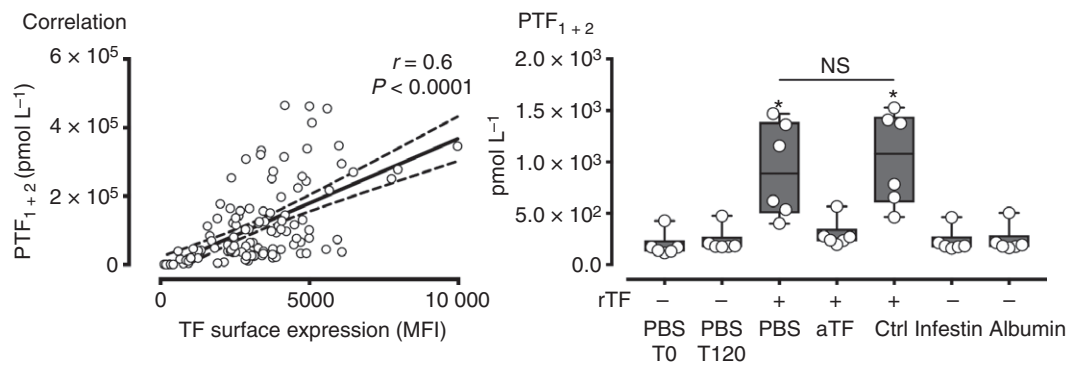 Correlation
6 × 10⁵
4 × 10⁵
2 × 10⁵
0
PTF₁₊₂ (pmol L⁻¹)
r = 0.6
P < 0.0001
0 5000 10 000
TF surface expression (MFI)
PTF₁₊₂
2.0 × 10³
1.5 × 10³
1.0 × 10³
5.0 × 10²
0.0
pmol L⁻¹
NS
* *
rTF – – + + + – –
PBS PBS PBS aTF Ctrl Infestin Albumin
T0 T120